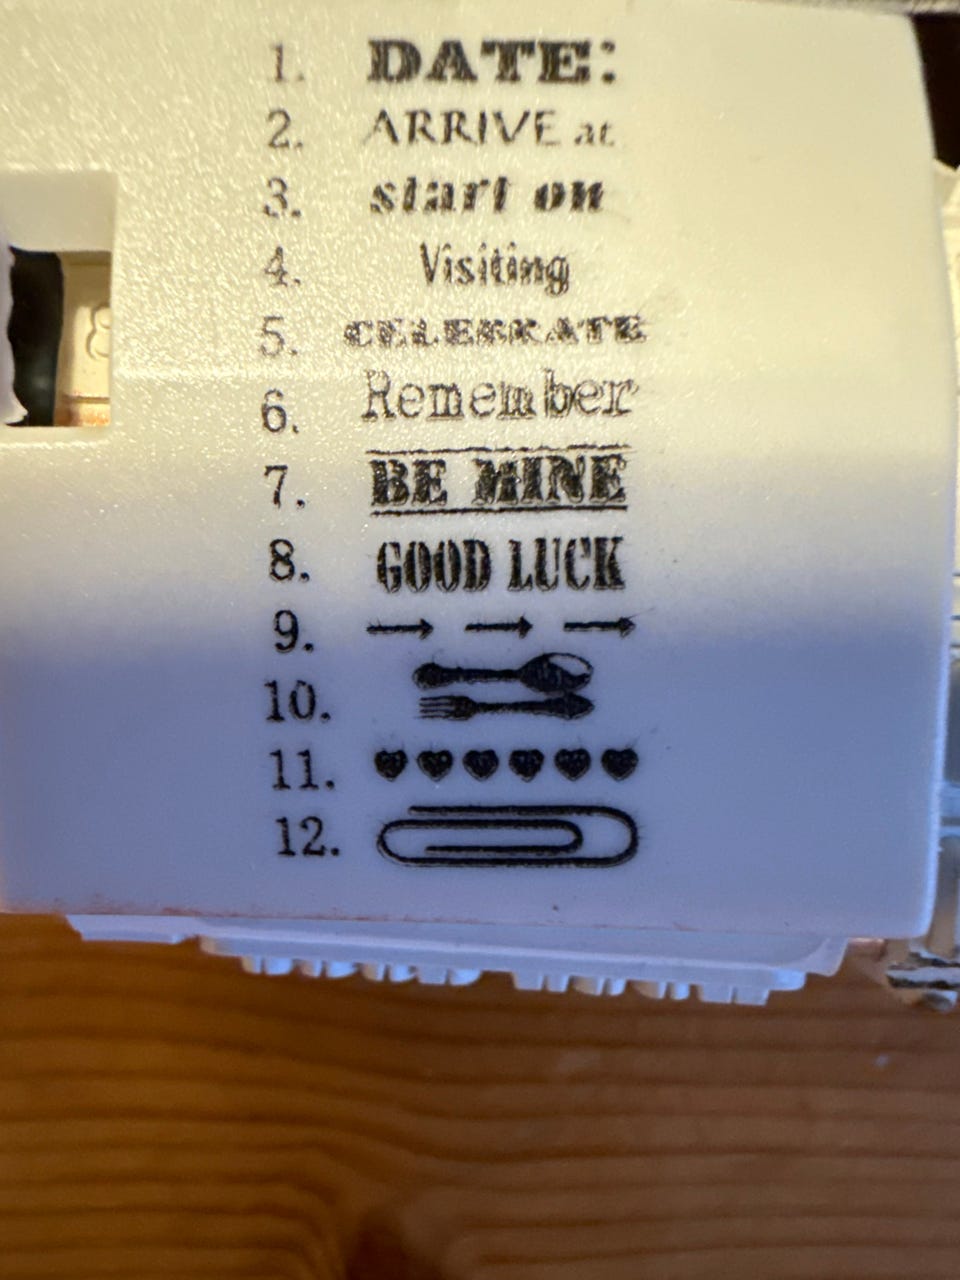 1. DATE:
2. ARRIVE at
3. start on
4. Visiting
5. CELEBRATE
6. Remember
7. BE MINE
8. GOOD LUCK
9.
10.
11.
12.
8